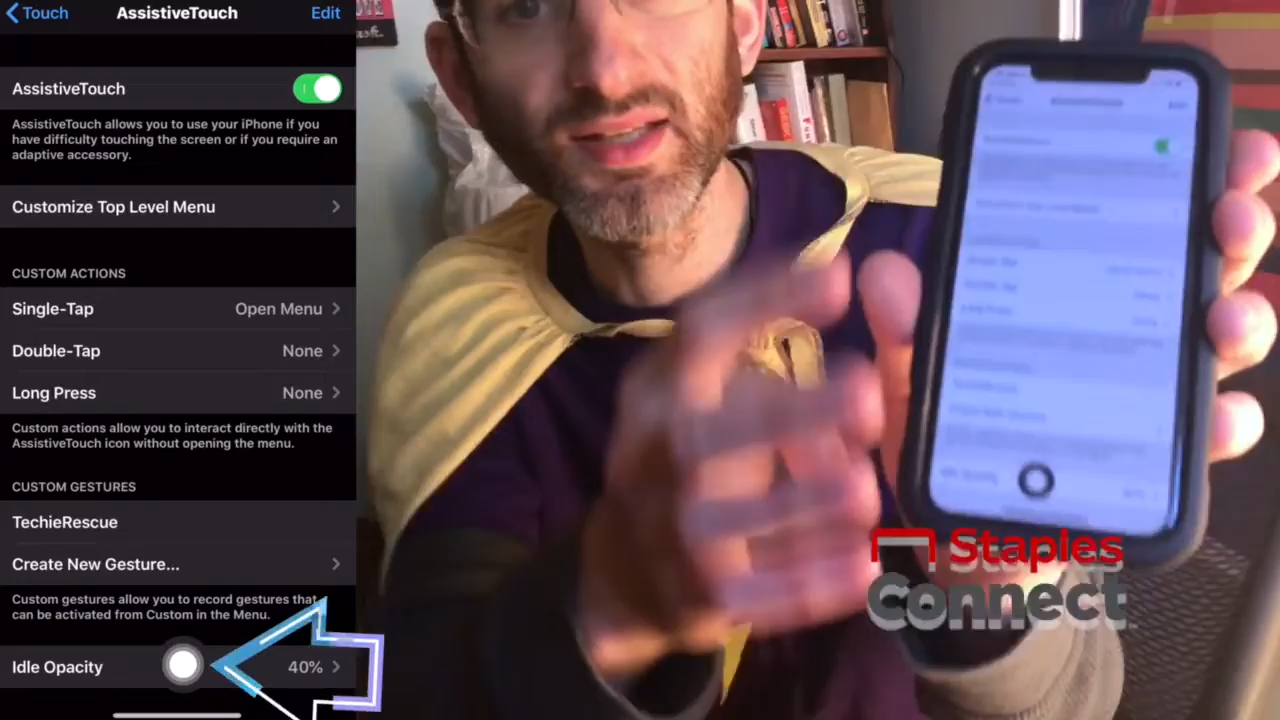 Touch
AssistiveTouch
Edit
AssistiveTouch
AssistiveTouch allows you to use your iPhone if you
have difficulty touching the screen or if you require an
adaptive accessory.
Customize Top Level Menu
CUSTOM ACTIONS
Single-Tap Open Menu
Double-Tap None
Long Press None
Custom actions allow you to interact directly with the
AssistiveTouch icon without opening the menu.
CUSTOM GESTURES
TechieRescue
Create New Gesture...
Custom gestures allow you to record gestures that
can be activated from Custom in the Menu.
Idle Opacity 40%
Staples
Connect